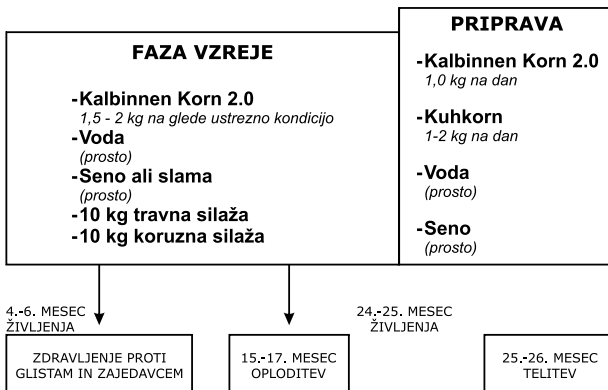 FAZA VZREJE
-Kalbinnen Korn 2.0
1,5 - 2 kg na glede ustrezno kondicijo
-Voda
(prosto)
-Seno ali slama
(prosto)
-10 kg travna silaža
-10 kg koruzna silaža
PRIPRAVA
-Kalbinnen Korn 2.0
1,0 kg na dan
-Kuhkorn
1-2 kg na dan
-Voda
(prosto)
-Seno
(prosto)
4.-6. MESEC
ŽIVLJENJA
24.-25. MESEC
ŽIVLJENJA
ZDRAVLJENJE PROTI
GLISTAM IN ZAJEDAVCEM
15.-17. MESEC
OPLODITEV
25.-26. MESEC
TELITEV